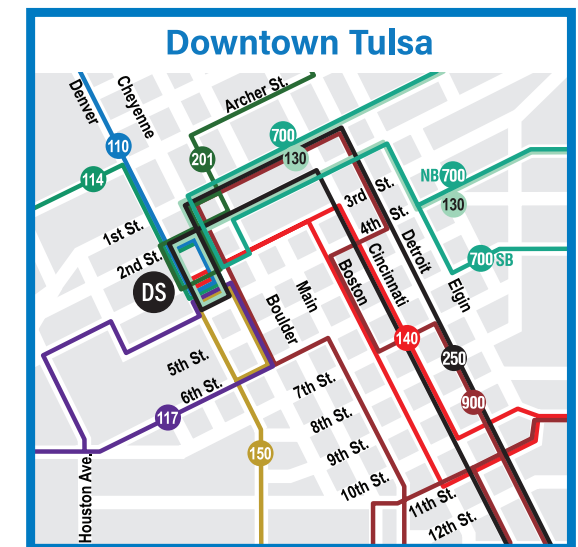 Downtown Tulsa
Denver
Cheyenne
Archer St.
110
700
130
201
114
NB 700
130
3rd St.
4th St.
1st St.
2nd St.
DS
Detroit
Cincinnati
Elgin
700 SB
Main
Boston
Boulder
140
250
5th St.
6th St.
7th St.
900
117
8th St.
150
9th St.
10th St.
Houston Ave.
11th St.
12th St.